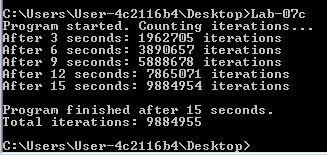 C:\Users\User-4c2116b4\Desktop>Lab-07c
Program started. Counting iterations...
After 3 seconds: 1962705 iterations
After 6 seconds: 3890657 iterations
After 9 seconds: 5888678 iterations
After 12 seconds: 7865071 iterations
After 15 seconds: 9884954 iterations
Program finished after 15 seconds.
Total iterations: 9884955
C:\Users\User-4c2116b4\Desktop>